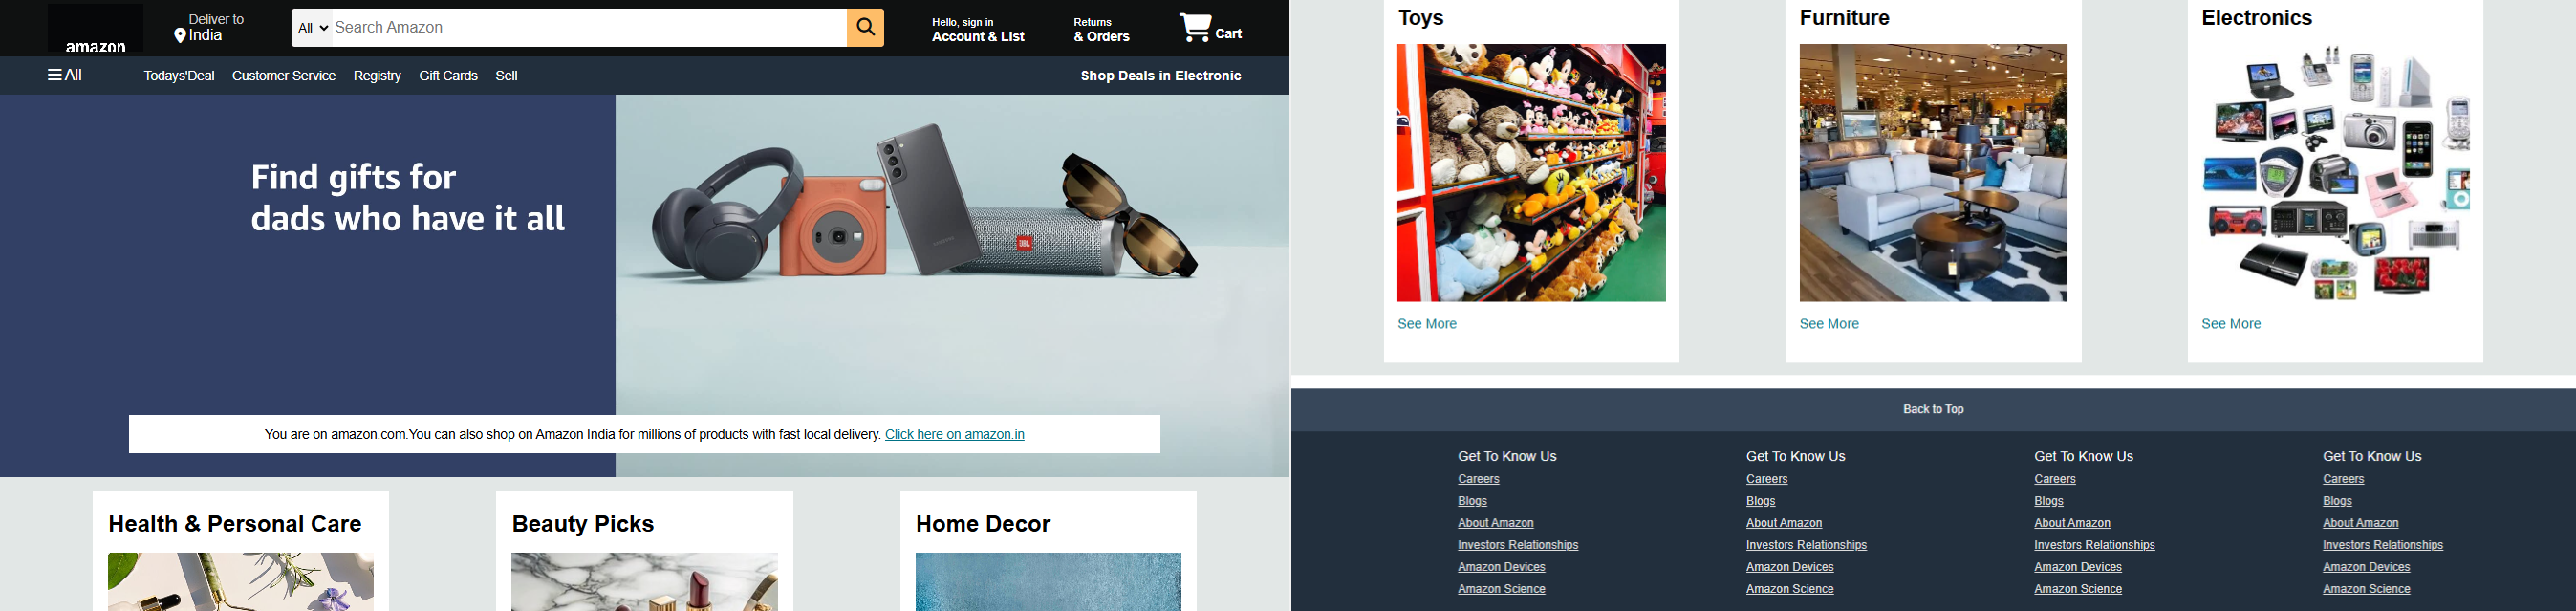 amazon
Deliver to
India
All
Search Amazon
Hello, sign in
Account & List
Returns
& Orders
Cart
All
Todays'Deal
Customer Service
Registry
Gift Cards
Sell
Shop Deals in Electronic
Find gifts for
dads who have it all
JBL
You are on amazon.com.You can also shop on Amazon India for millions of products with fast local delivery. Click here on amazon.in
Health & Personal Care
Beauty Picks
Home Decor
Toys
Furniture
Electronics
See More
See More
See More
Back to Top
Get To Know Us
Careers
Blogs
About Amazon
Investors Relationships
Amazon Devices
Amazon Science
Get To Know Us
Careers
Blogs
About Amazon
Investors Relationships
Amazon Devices
Amazon Science
Get To Know Us
Careers
Blogs
About Amazon
Investors Relationships
Amazon Devices
Amazon Science
Get To Know Us
Careers
Blogs
About Amazon
Investors Relationships
Amazon Devices
Amazon Science